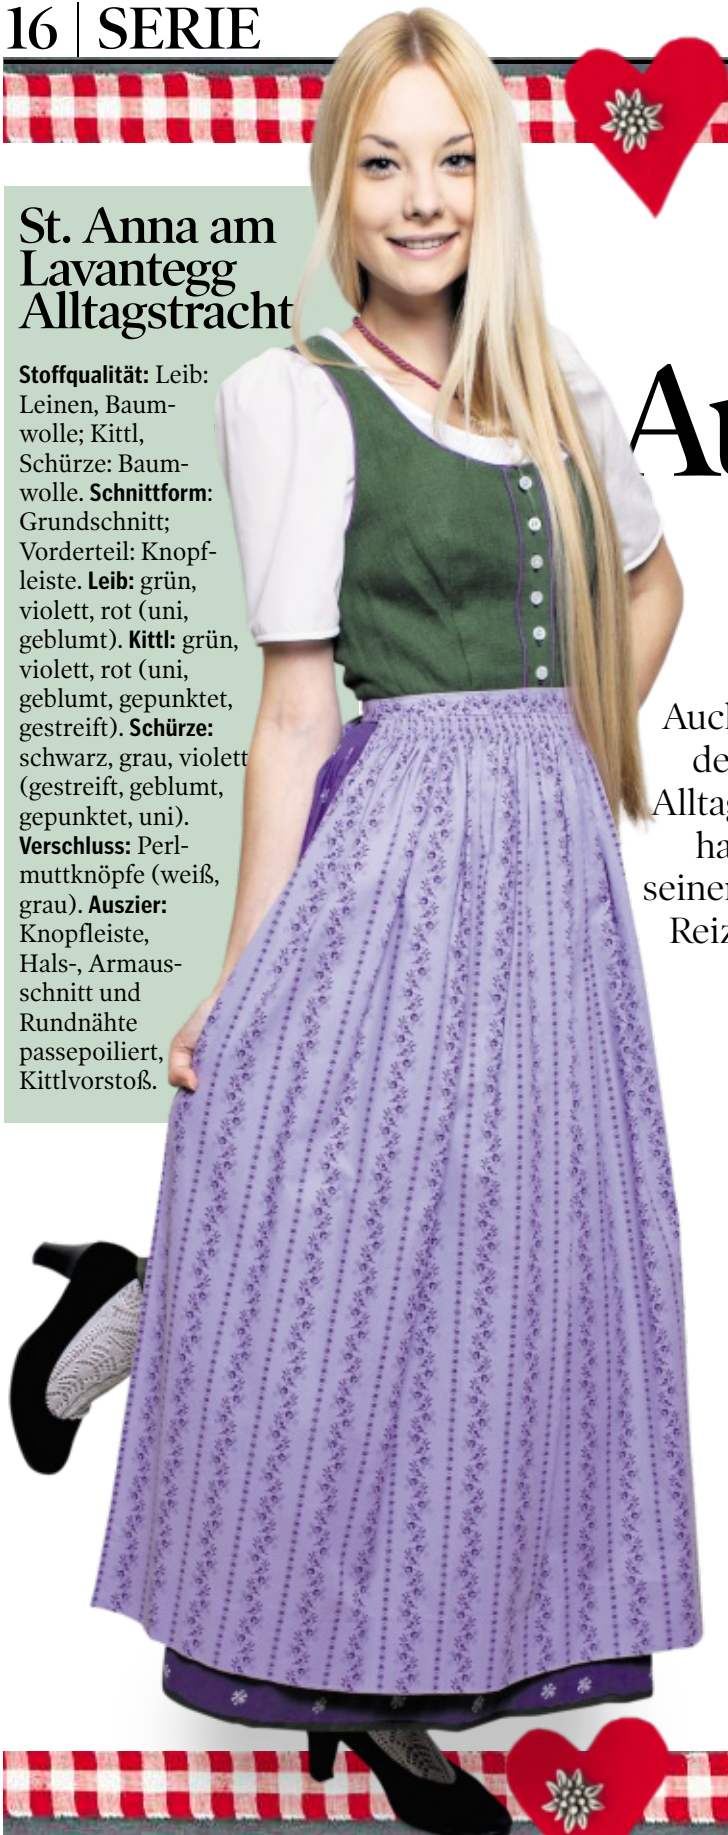 16 | SERIE
St. Anna am
Lavantegg
Alltagstracht
Stoffqualität: Leib:
Leinen, Baum-
wolle; Kittl,
Schürze: Baum-
wolle. Schnittform:
Grundschnitt;
Vorderteil: Knopf-
leiste. Leib: grün,
violett, rot (uni,
geblumt). Kittl: grün,
violett, rot (uni,
geblumt, gepunktet,
gestreift). Schürze:
schwarz, grau, violett
(gestreift, geblumt,
gepunktet, uni).
Verschluss: Perl-
muttknöpfe (weiß,
grau). Auszier:
Knopfleiste,
Hals-, Armaus-
schnitt und
Rundnähte
passepoiliert,
Kittlvorstoß.